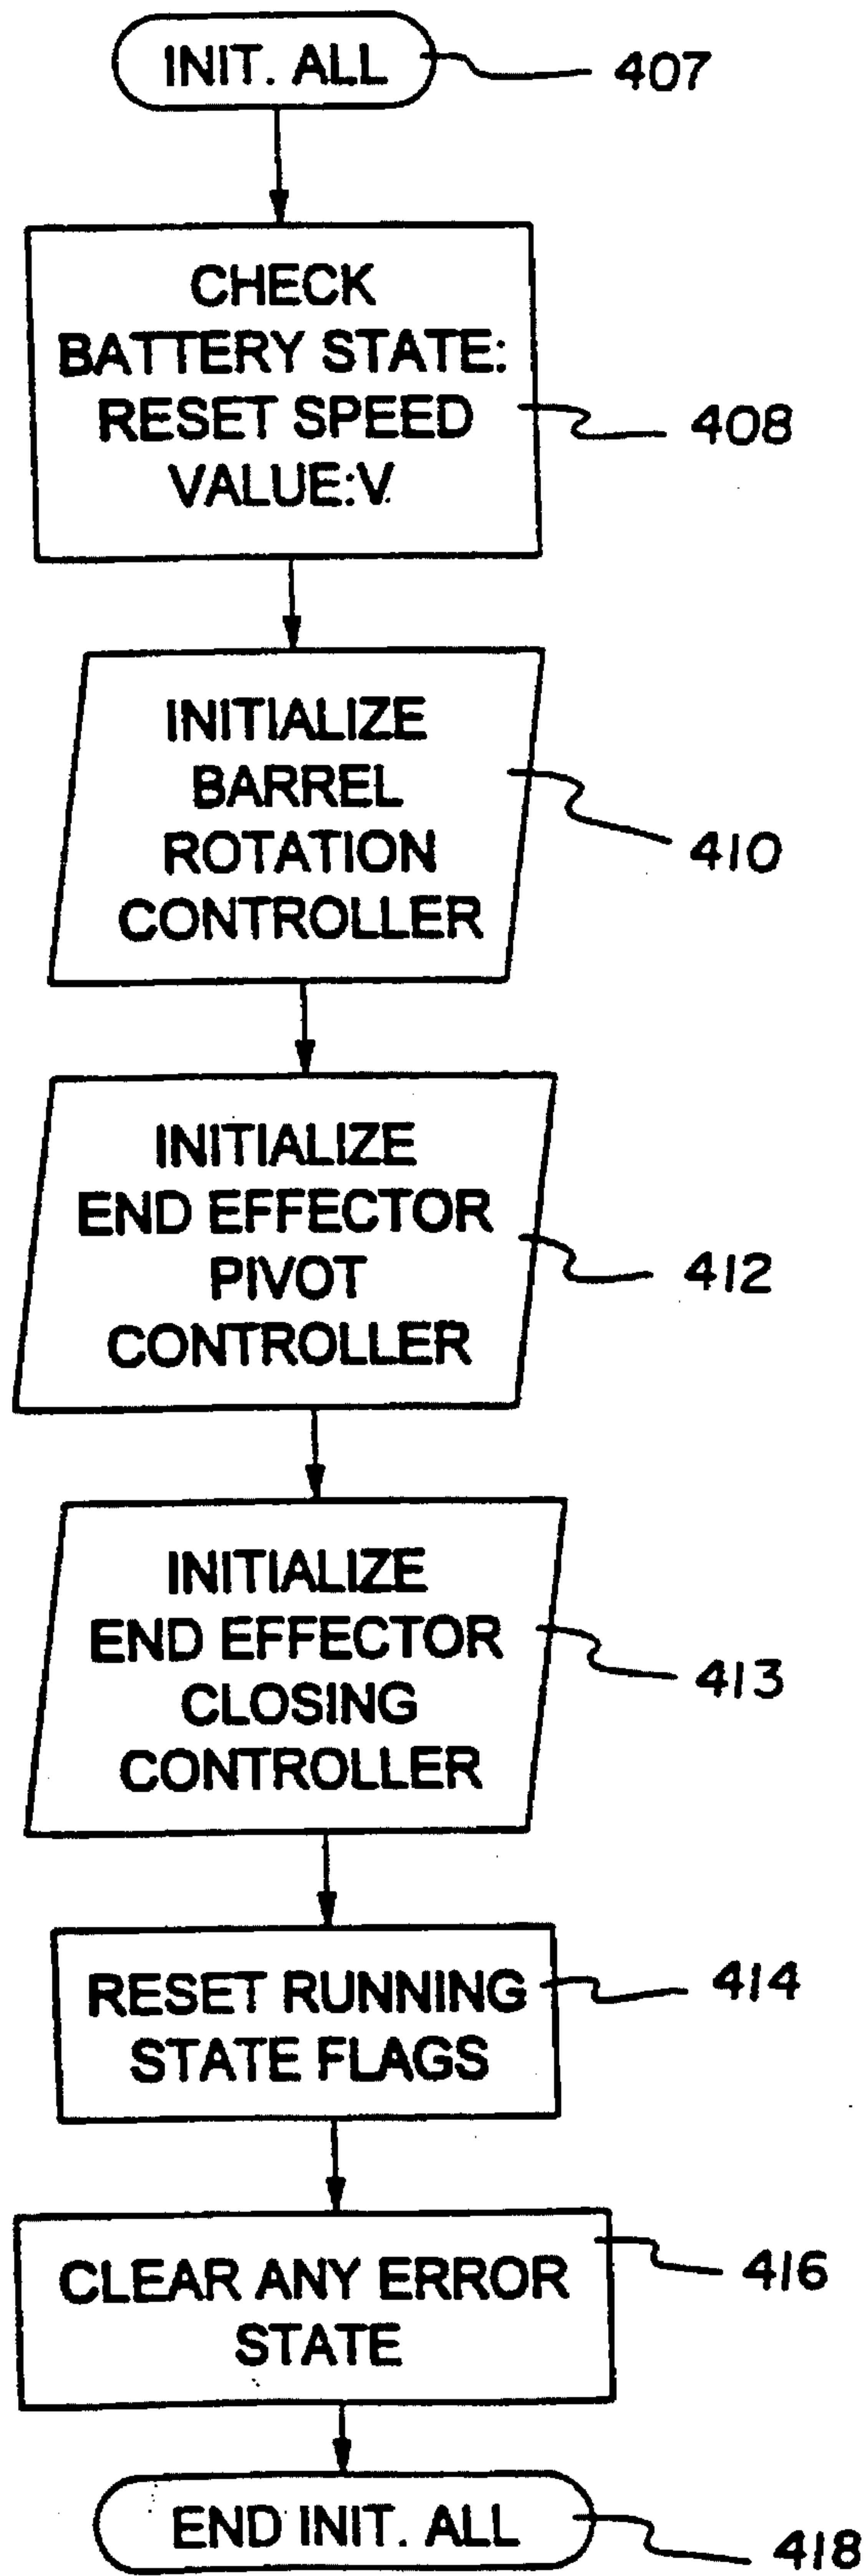 INIT. ALL
407
CHECK
BATTERY STATE:
RESET SPEED
VALUE:V
408
INITIALIZE
BARREL
ROTATION
CONTROLLER
410
INITIALIZE
END EFFECTOR
PIVOT
CONTROLLER
412
INITIALIZE
END EFFECTOR
CLOSING
CONTROLLER
413
RESET RUNNING
STATE FLAGS
414
CLEAR ANY ERROR
STATE
416
END INIT. ALL
418